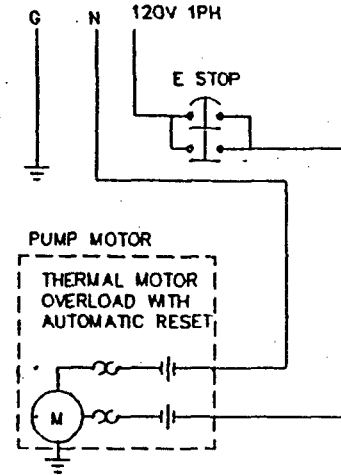 G N 120V 1PH
E STOP
PUMP MOTOR
THERMAL MOTOR
OVERLOAD WITH
AUTOMATIC RESET
M